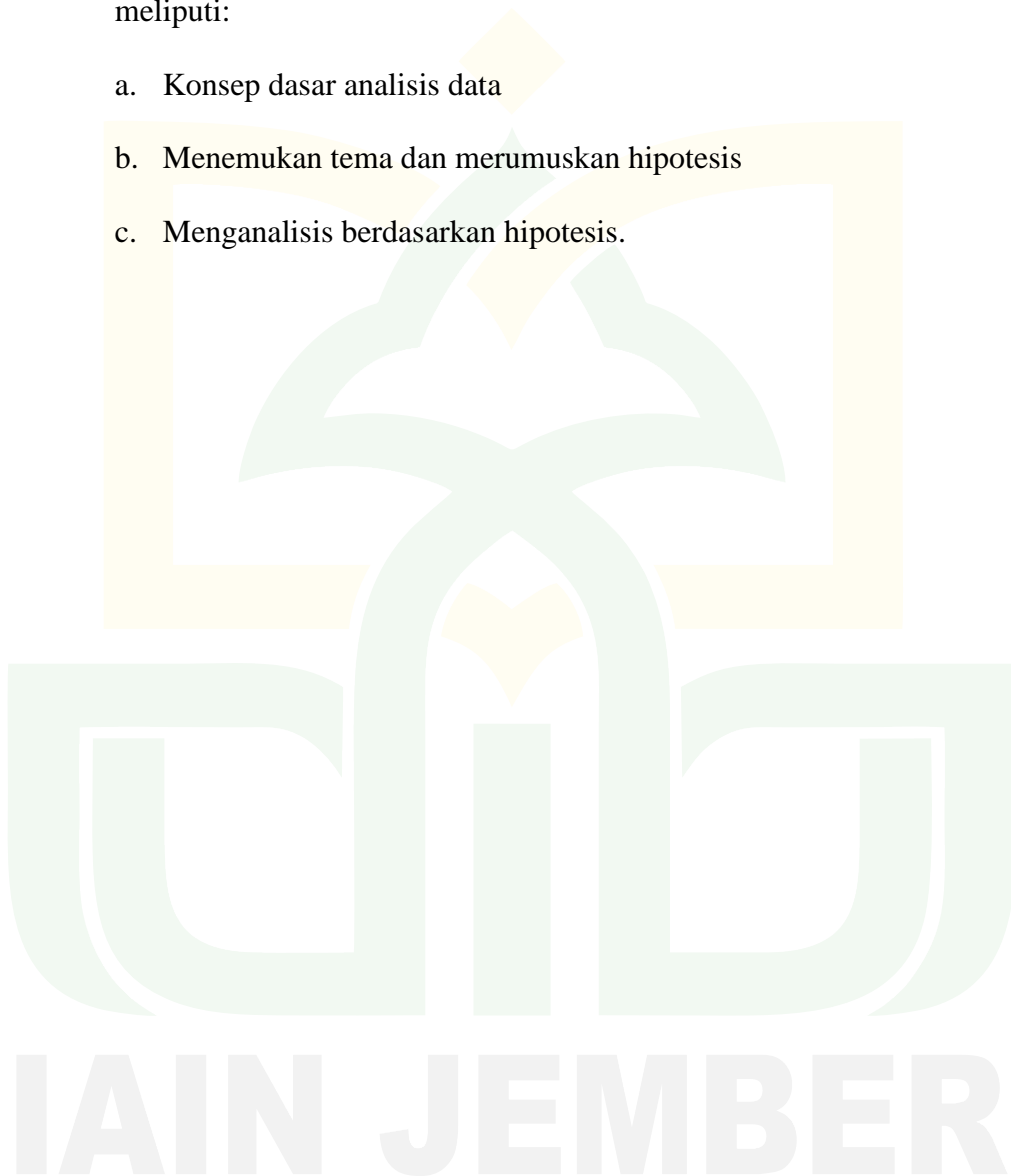 meliputi:
a. Konsep dasar analisis data
b. Menemukan tema dan merumuskan hipotesis
c. Menganalisis berdasarkan hipotesis.
IAIN JEMBER